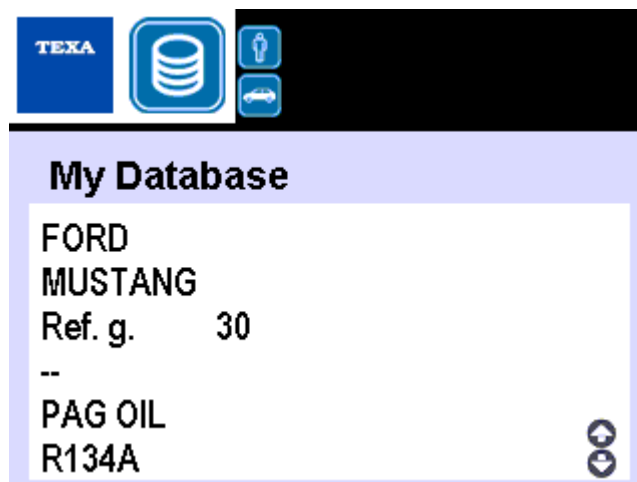 TEXA
My Database
FORD
MUSTANG
Ref. g. 30
--
PAG OIL
R134A